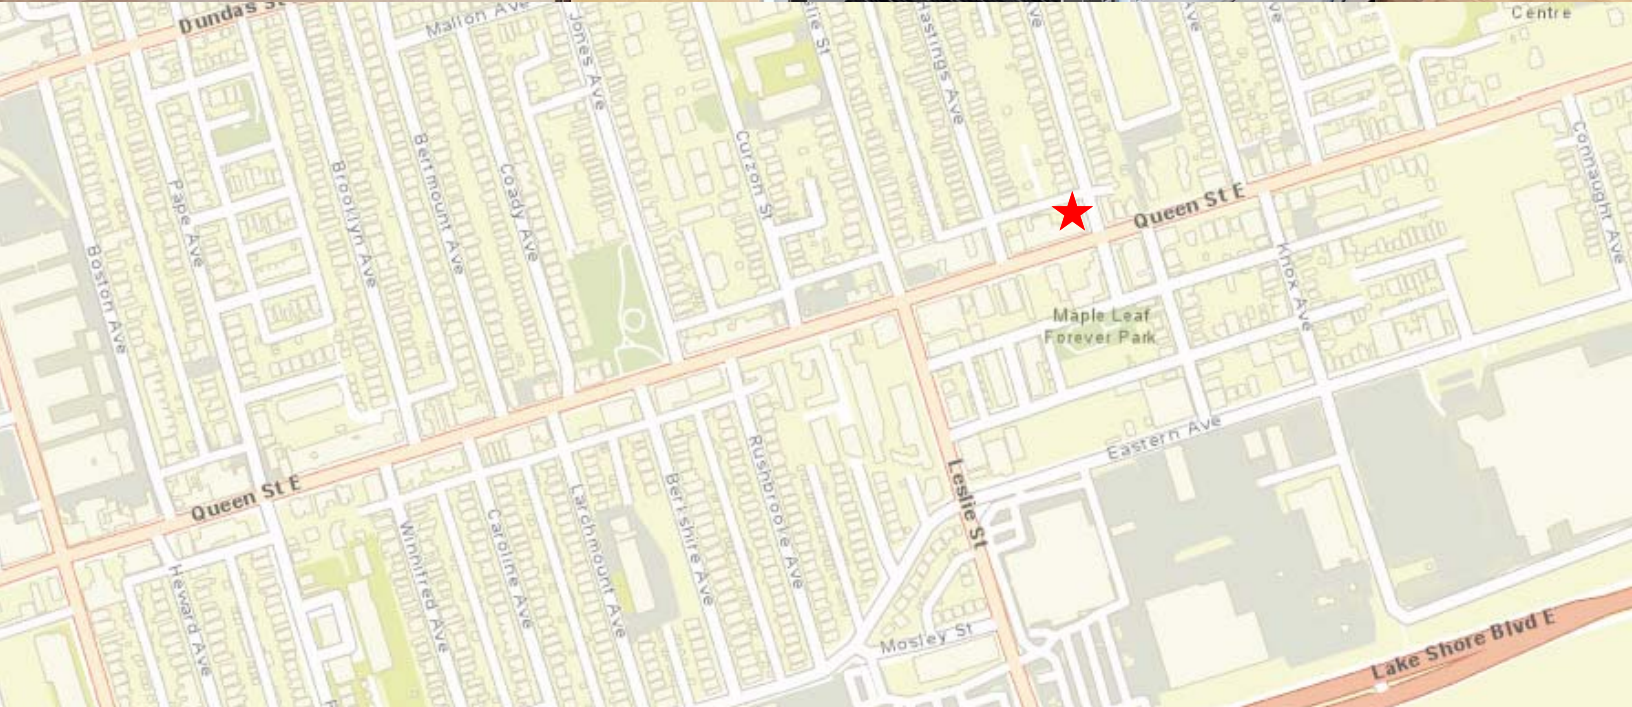 Dundas St
Mallon Ave
Jones Ave
Hastings Ave
Centre
Pape Ave
Boston Ave
Brooklyn Ave
Bertmount Ave
Coady Ave
Curzon St
Queen St E
Connaught Ave
Knox Ave
Maple Leaf
Forever Park
Eastern Ave
Queen St E
Leslie St
Heward Ave
Winnifred Ave
Caroline Ave
Larchmount Ave
Berkshire Ave
Rushbrooke Ave
Mosley St
Lake Shore Blvd E